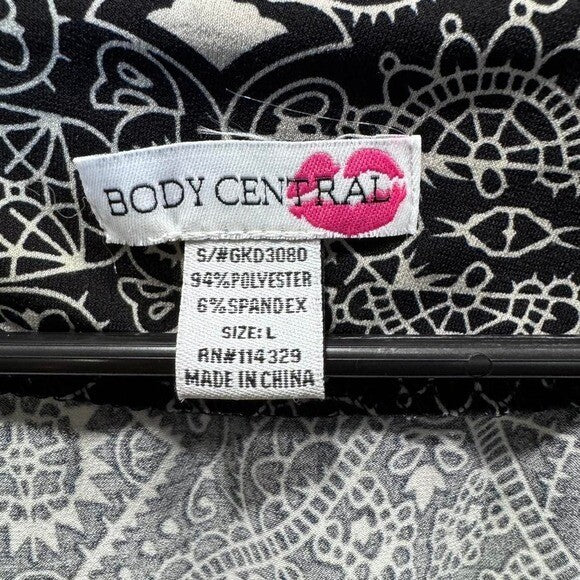 BODY CENTRAL
S/#GKD3080
94%POLYESTER
6%SPANDEX
SIZE: L
RN#114329
MADE IN CHINA